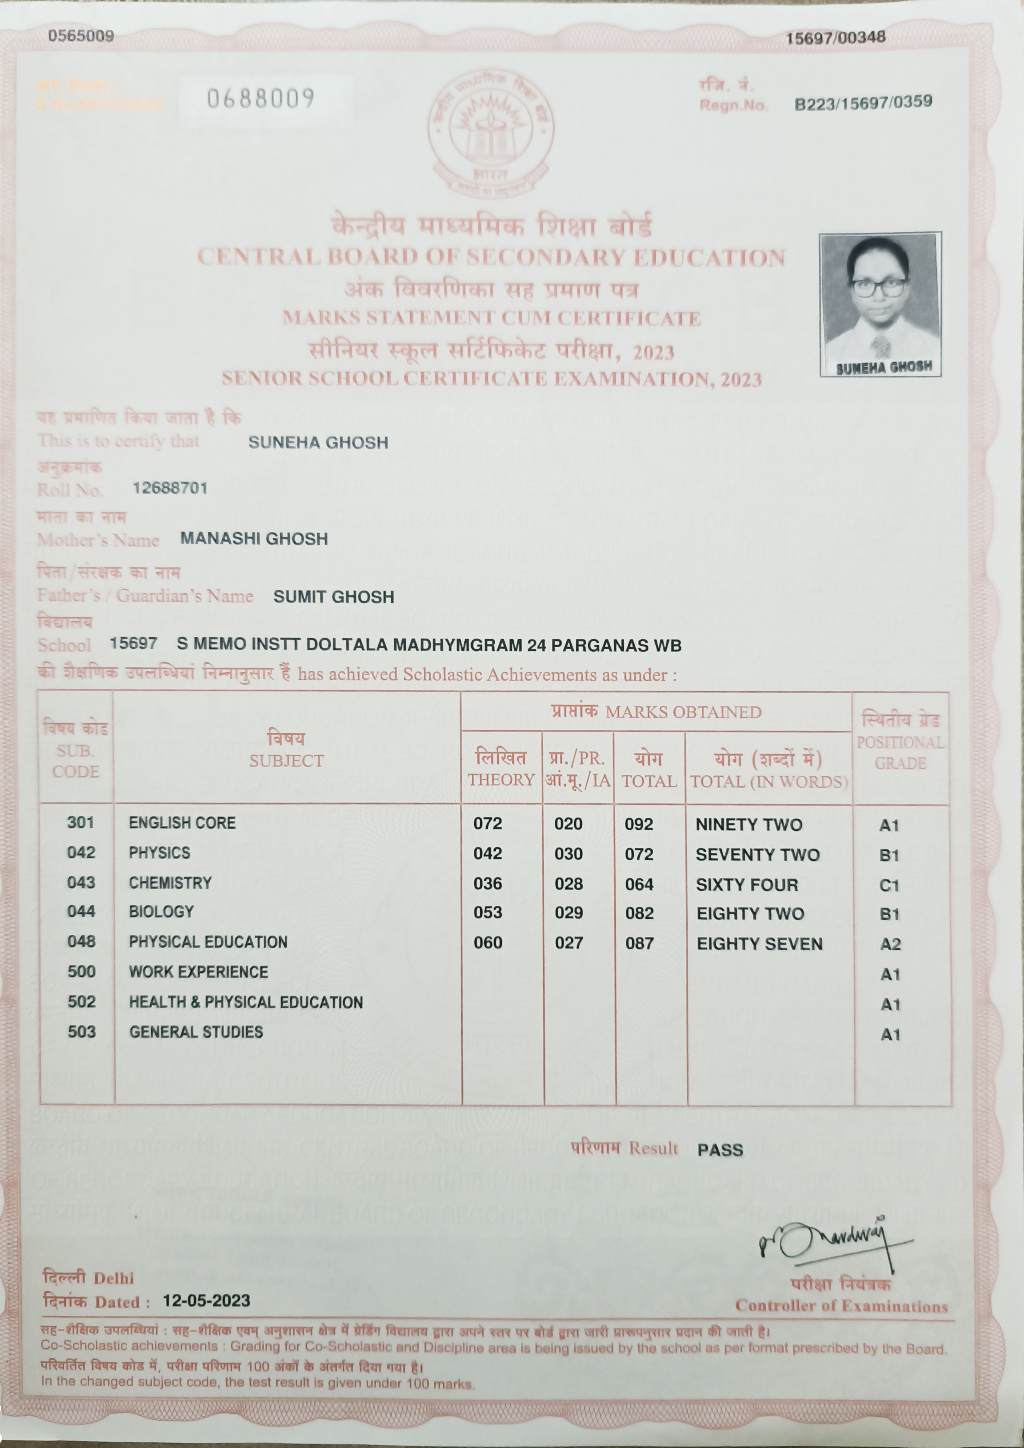 0565009
15697/00348
0688009
रजि. नं.
Regn.No. B223/15697/0359
भारत
केन्द्रीय माध्यमिक शिक्षा बोर्ड
CENTRAL BOARD OF SECONDARY EDUCATION
अंक विवरणिका सह प्रमाण पत्र
MARKS STATEMENT CUM CERTIFICATE
सीनियर स्कूल सर्टिफिकेट परीक्षा, 2023
SENIOR SCHOOL CERTIFICATE EXAMINATION, 2023
SUNEHA GHOSH
यह प्रमाणित किया जाता है कि
This is to certify that SUNEHA GHOSH
अनुक्रमांक
Roll No. 12688701
माता का नाम
Mother's Name MANASHI GHOSH
पिता/संरक्षक का नाम
Father's / Guardian's Name SUMIT GHOSH
विद्यालय
School 15697 S MEMO INSTT DOLTALA MADHYMGRAM 24 PARGANAS WB
की शैक्षणिक उपलब्धियां निम्नानुसार हैं has achieved Scholastic Achievements as under :
विषय कोड SUB. CODE
विषय SUBJECT
प्राप्तांक MARKS OBTAINED
लिखित THEORY
प्रा./PR. आं.मू./IA
योग TOTAL
योग (शब्दों में) TOTAL (IN WORDS)
स्थितीय ग्रेड POSITIONAL GRADE
301 ENGLISH CORE 072 020 092 NINETY TWO A1
042 PHYSICS 042 030 072 SEVENTY TWO B1
043 CHEMISTRY 036 028 064 SIXTY FOUR C1
044 BIOLOGY 053 029 082 EIGHTY TWO B1
048 PHYSICAL EDUCATION 060 027 087 EIGHTY SEVEN A2
500 WORK EXPERIENCE A1
502 HEALTH & PHYSICAL EDUCATION A1
503 GENERAL STUDIES A1
परिणाम Result PASS
दिल्ली Delhi
दिनांक Dated : 12-05-2023
परीक्षा नियंत्रक
Controller of Examinations
सह-शैक्षिक उपलब्धियां : सह-शैक्षिक एवम् अनुशासन क्षेत्र में ग्रेडिंग विद्यालय द्वारा अपने स्तर पर बोर्ड द्वारा जारी प्रारूपनुसार प्रदान की जाती है।
Co-Scholastic achievements : Grading for Co-Scholastic and Discipline area is being issued by the school as per format prescribed by the Board.
परिवर्तित विषय कोड में, परीक्षा परिणाम 100 अंकों के अंतर्गत दिया गया है।
In the changed subject code, the test result is given under 100 marks.